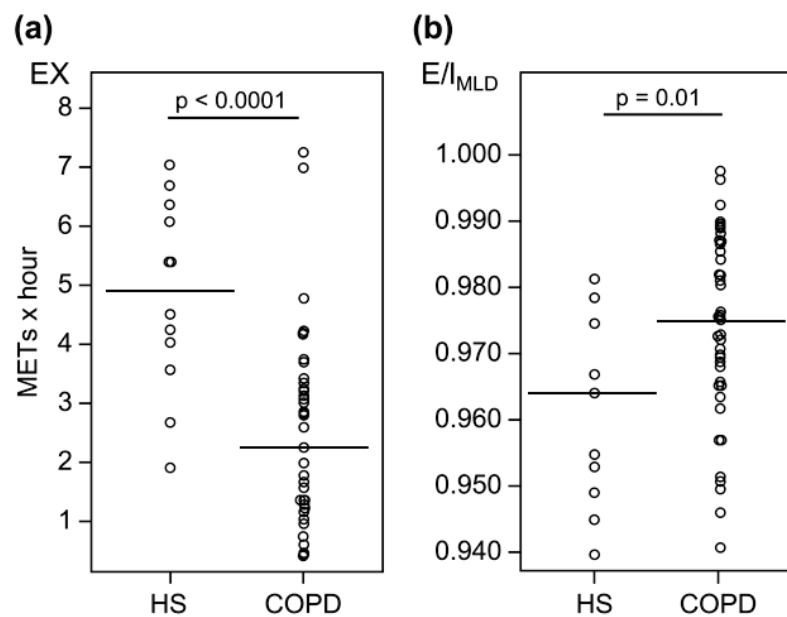 (a)
EX
p < 0.0001
8
7
6
5
4
3
2
1
METs x hour
HS
COPD
(b)
E/I_MLD
p = 0.01
1.000
0.990
0.980
0.970
0.960
0.950
0.940
HS
COPD